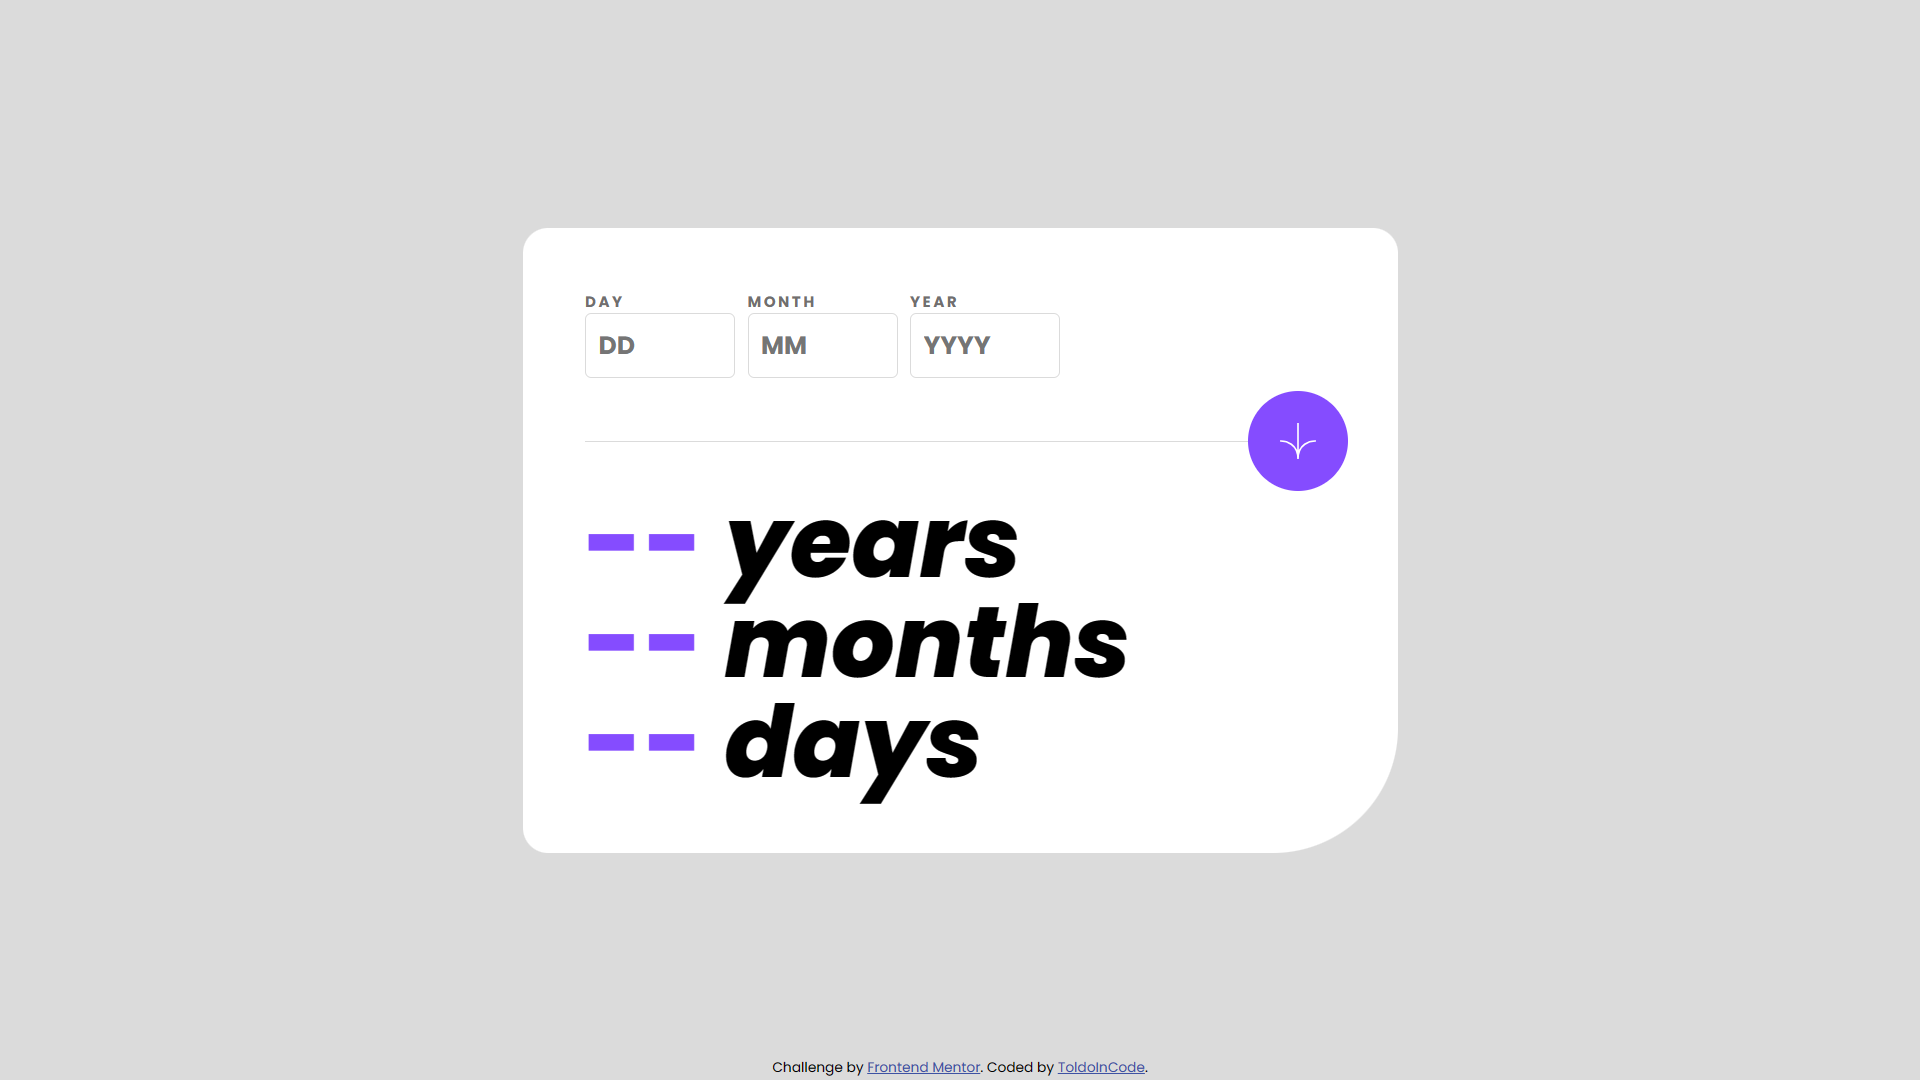 DAY MONTH YEAR
DD MM YYYY
-- years
-- months
-- days
Challenge by Frontend Mentor. Coded by ToldoInCode.